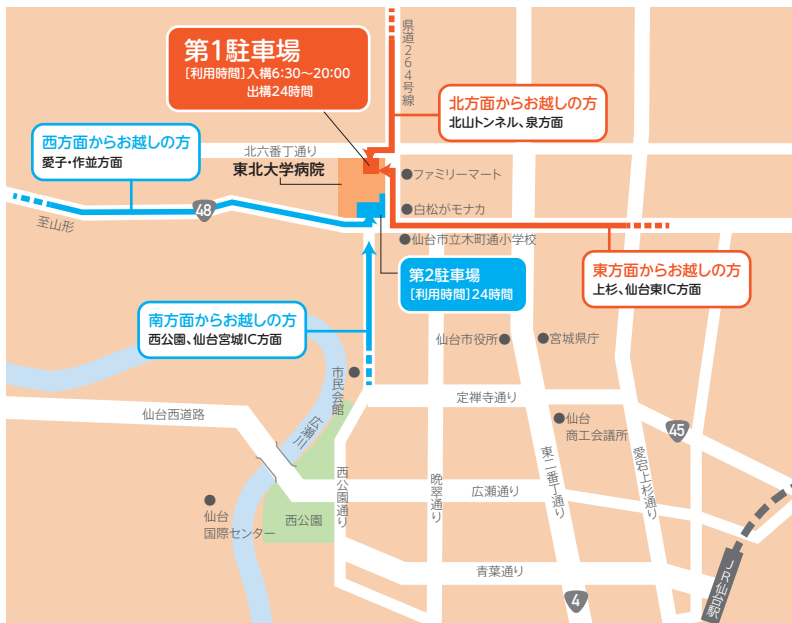 第1駐車場
[利用時間]入構6:30～20:00
出構24時間
県道264号線
北方面からお越しの方
北山トンネル、泉方面
西方面からお越しの方
愛子・作並方面
北六番丁通り
東北大学病院
ファミリーマート
48
白松がモナカ
至山形
仙台市立木町通小学校
東方面からお越しの方
上杉、仙台東IC方面
第2駐車場
[利用時間]24時間
南方面からお越しの方
西公園、仙台宮城IC方面
仙台市役所
宮城県庁
市民会館
定禅寺通り
仙台西道路
広瀬川
仙台
商工会議所
45
西公園通り
晩翠通り
東二番丁通り
愛宕上杉通り
広瀬通り
仙台
国際センター
西公園
青葉通り
JR仙台駅
4